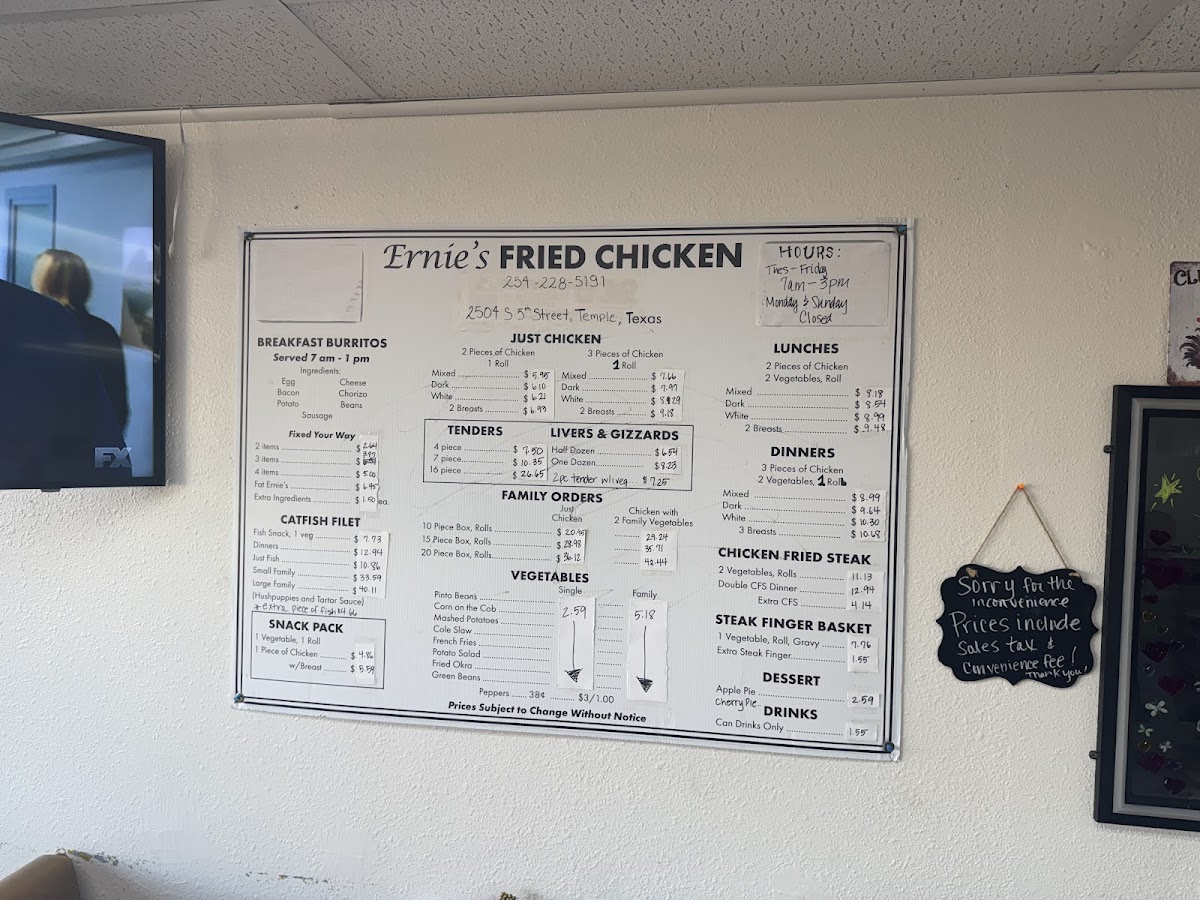 Ernie's FRIED CHICKEN
254-228-5191
2504 S 5th Street, Temple, Texas
HOURS:
Tues - Friday
7am - 3pm
Monday & Sunday
Closed
BREAKFAST BURRITOS
Served 7 am - 1 pm
Ingredients:
Egg Cheese
Bacon Chorizo
Potato Beans
Sausage
Fixed Your Way
2 items $ 2.64
3 items $
4 items $ 5.00
Fat Ernie's $ 6.95
Extra Ingredients $ 1.50 ea.
CATFISH FILET
Fish Snack, 1 veg $ 7.73
Dinners $ 12.94
Just Fish $ 10.86
Small Family $ 33.59
Large Family $ 40.11
(Hushpuppies and Tartar Sauce)
* extra piece of fish $4.66
SNACK PACK
1 Vegetable, 1 Roll
1 Piece of Chicken $ 4.86
w/Breast $ 5.59
JUST CHICKEN
2 Pieces of Chicken
1 Roll
Mixed $ 5.95
Dark $ 6.10
White $ 6.21
2 Breasts $ 6.93
3 Pieces of Chicken
1 Roll
Mixed $ 7.66
Dark $ 7.97
White $ 8.29
2 Breasts $ 9.18
TENDERS
4 piece $ 7.50
7 piece $ 10.35
16 piece $ 26.65
LIVERS & GIZZARDS
Half Dozen $ 6.54
One Dozen $ 8.23
2pc tender w/1 veg $ 7.25
FAMILY ORDERS
Just Chicken
Chicken with 2 Family Vegetables
10 Piece Box, Rolls $ 20.95 29.24
15 Piece Box, Rolls $ 28.98 35.71
20 Piece Box, Rolls $ 36.12 42.44
VEGETABLES
Single Family
Pinto Beans 2.59 5.18
Corn on the Cob
Mashed Potatoes
Cole Slaw
French Fries
Potato Salad
Fried Okra
Green Beans
Peppers 38¢ $3/1.00
Prices Subject to Change Without Notice
LUNCHES
2 Pieces of Chicken
2 Vegetables, Roll
Mixed $ 8.18
Dark $ 8.54
White $ 8.99
2 Breasts $ 9.48
DINNERS
3 Pieces of Chicken
2 Vegetables, 1 Roll
Mixed $ 8.99
Dark $ 9.64
White $ 10.30
3 Breasts $ 10.68
CHICKEN FRIED STEAK
2 Vegetables, Rolls 11.13
Double CFS Dinner 12.94
Extra CFS 4.14
STEAK FINGER BASKET
1 Vegetable, Roll, Gravy 7.76
Extra Steak Finger 1.55
DESSERT
Apple Pie 2.59
Cherry Pie
DRINKS
Can Drinks Only 1.55
Sorry for the
inconvenience
Prices include
sales tax &
convenience fee!
Thank you!
FX